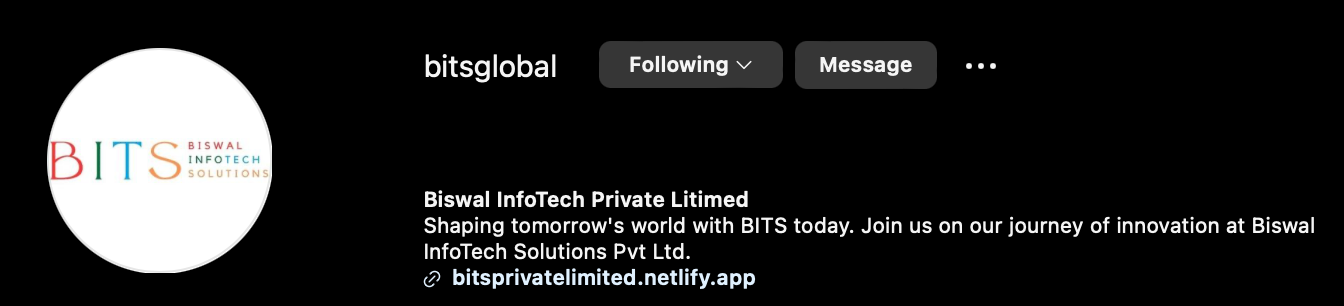 bitsglobal Following Message
BITS BISWAL
INFOTECH
SOLUTIONS
Biswal InfoTech Private Litimed
Shaping tomorrow's world with BITS today. Join us on our journey of innovation at Biswal
InfoTech Solutions Pvt Ltd.
bitsprivatelimited.netlify.app